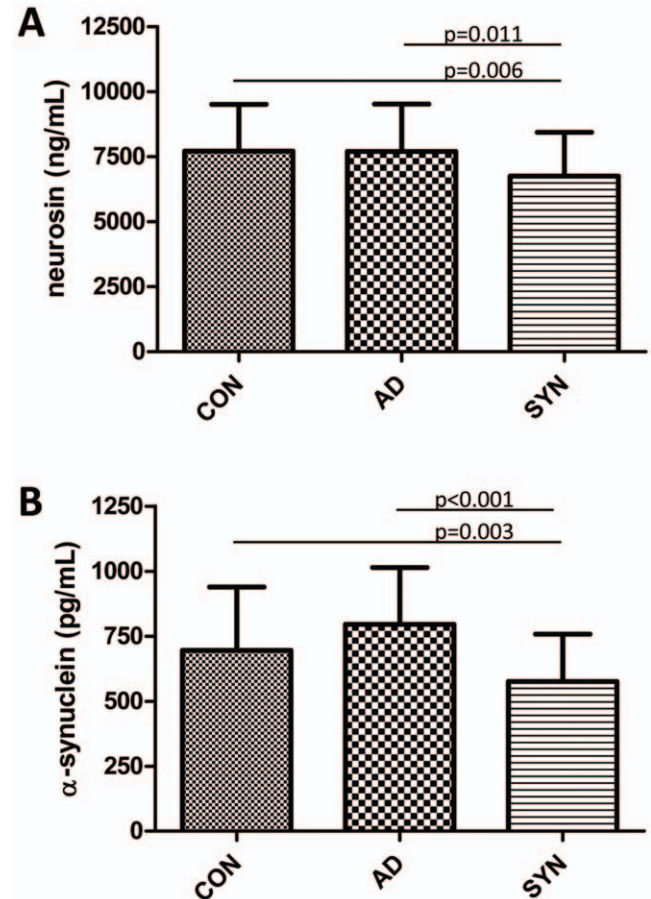 A
neurosin (ng/mL)
12500
10000
7500
5000
2500
0
p=0.011
p=0.006
CON
AD
SYN
B
α-synuclein (pg/mL)
1250
1000
750
500
250
0
p<0.001
p=0.003
CON
AD
SYN